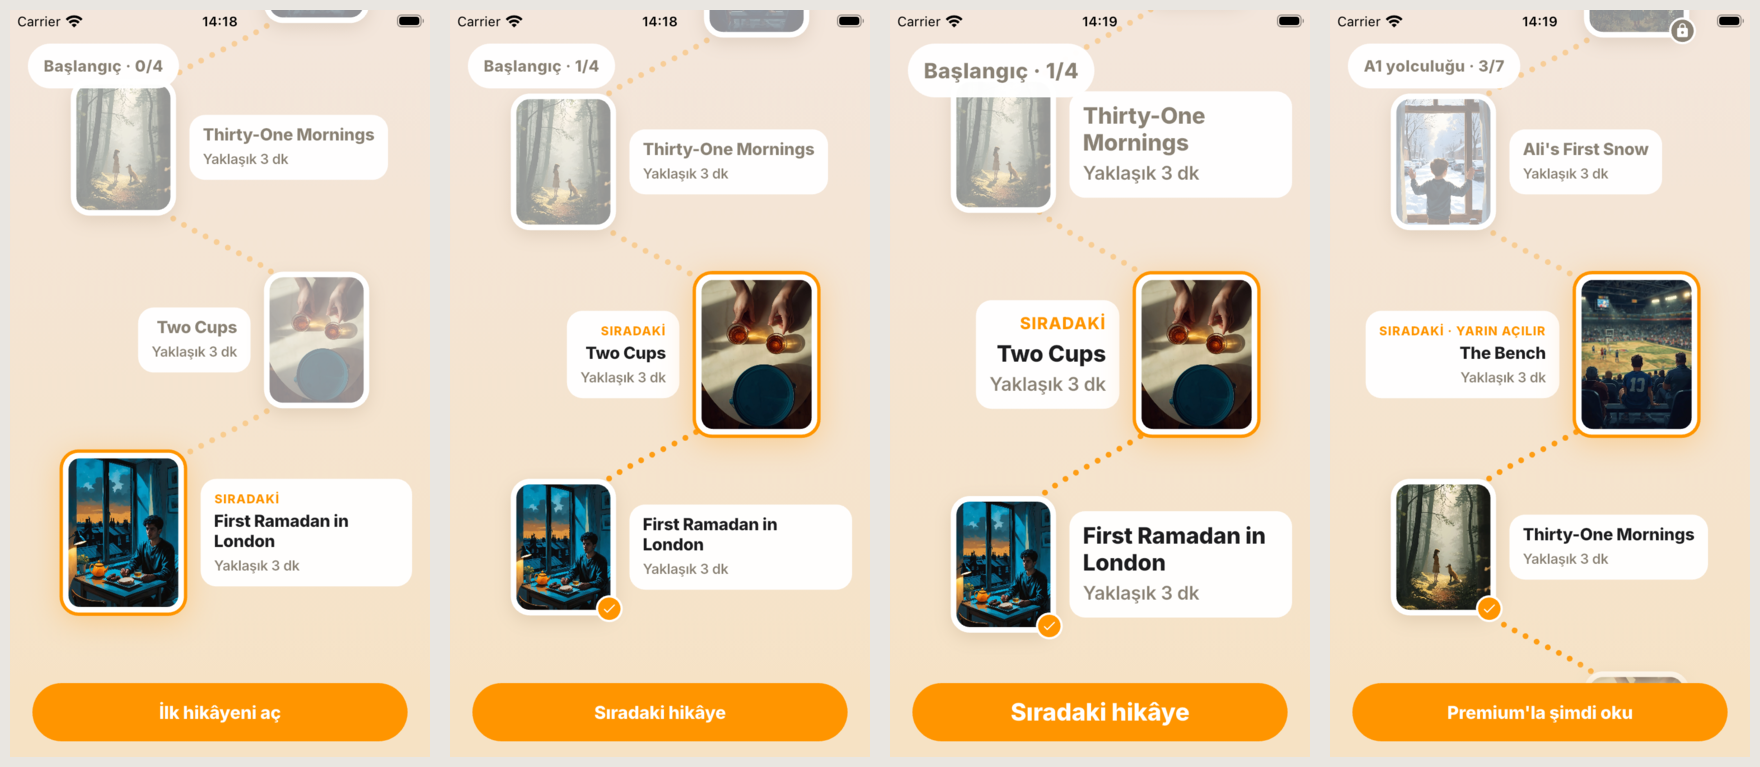 Carrier 14:18
Başlangıç · 0/4
Thirty-One Mornings
Yaklaşık 3 dk
Two Cups
Yaklaşık 3 dk
SIRADAKİ
First Ramadan in
London
Yaklaşık 3 dk
İlk hikâyeni aç
Carrier 14:18
Başlangıç · 1/4
Thirty-One Mornings
Yaklaşık 3 dk
SIRADAKİ
Two Cups
Yaklaşık 3 dk
First Ramadan in
London
Yaklaşık 3 dk
Sıradaki hikâye
Carrier 14:19
Başlangıç · 1/4
Thirty-One
Mornings
Yaklaşık 3 dk
SIRADAKİ
Two Cups
Yaklaşık 3 dk
First Ramadan in
London
Yaklaşık 3 dk
Sıradaki hikâye
Carrier 14:19
A1 yolculuğu · 3/7
Ali's First Snow
Yaklaşık 3 dk
SIRADAKİ · YARIN AÇILIR
The Bench
Yaklaşık 3 dk
13
Thirty-One Mornings
Yaklaşık 3 dk
Premium'la şimdi oku